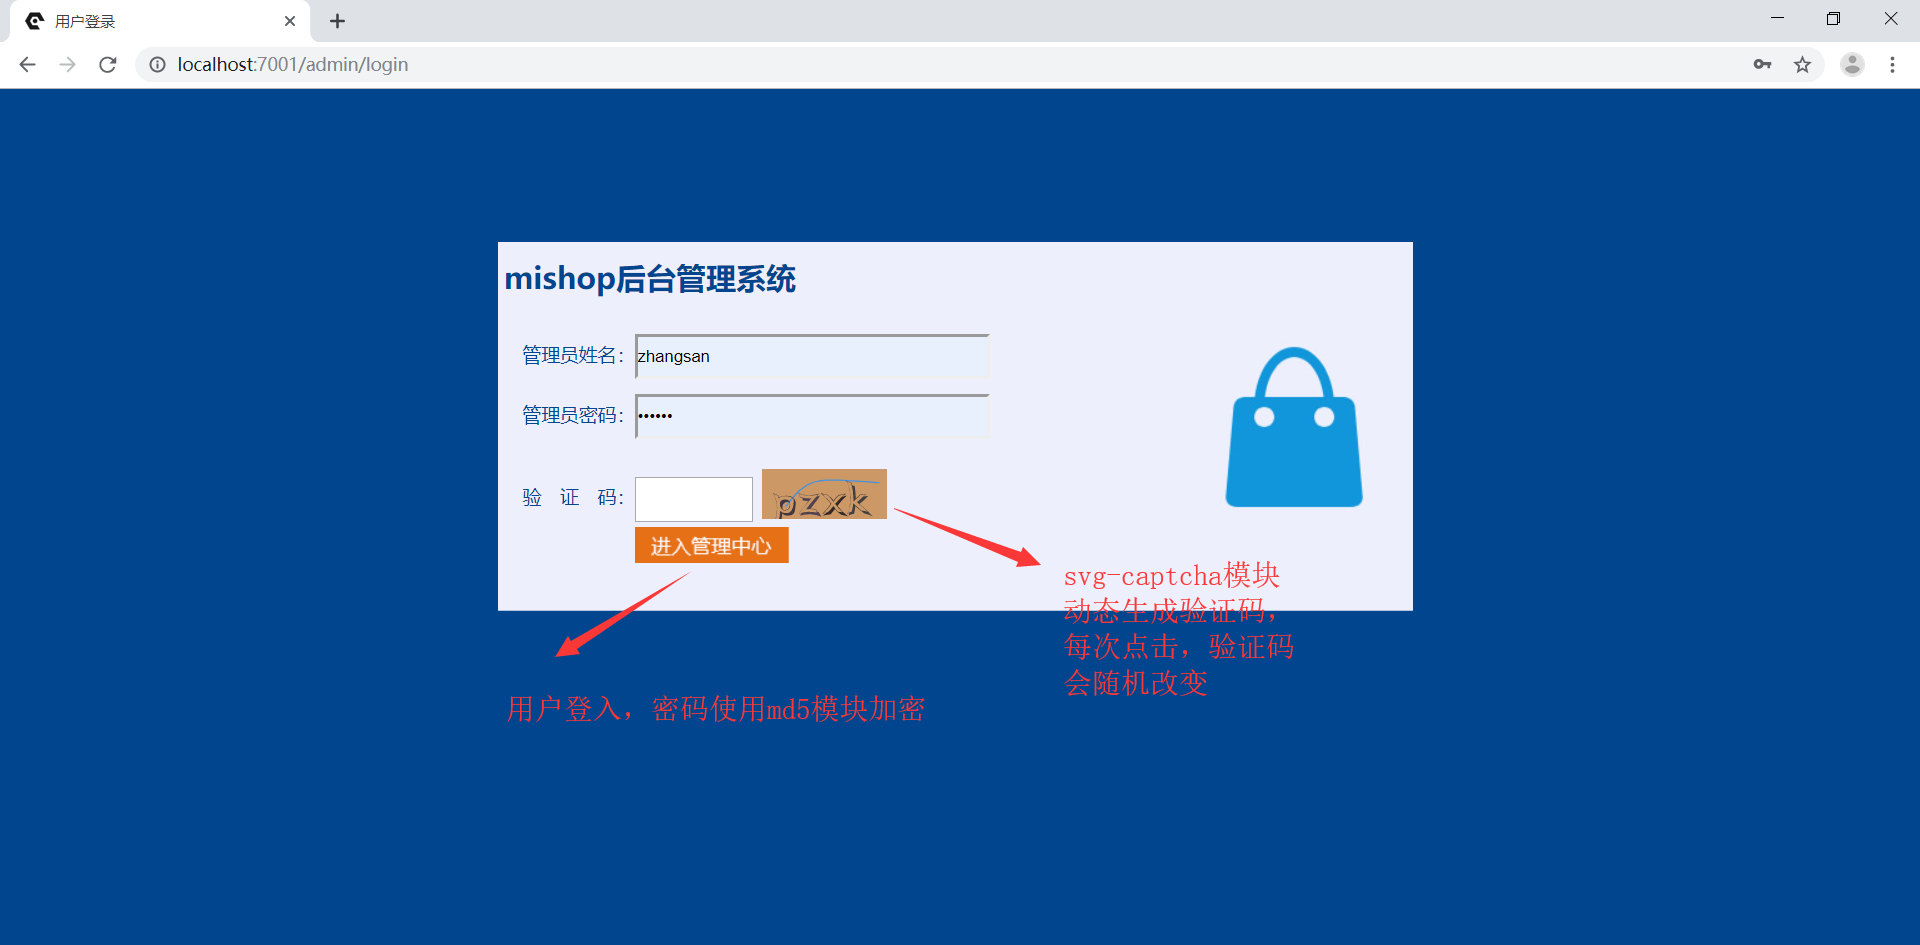 用户登录
localhost:7001/admin/login
mishop后台管理系统
管理员姓名：zhangsan
管理员密码：••••••
验 证 码： pzxk
进入管理中心
svg-captcha模块
动态生成验证码，
每次点击，验证码
会随机改变
用户登入，密码使用md5模块加密